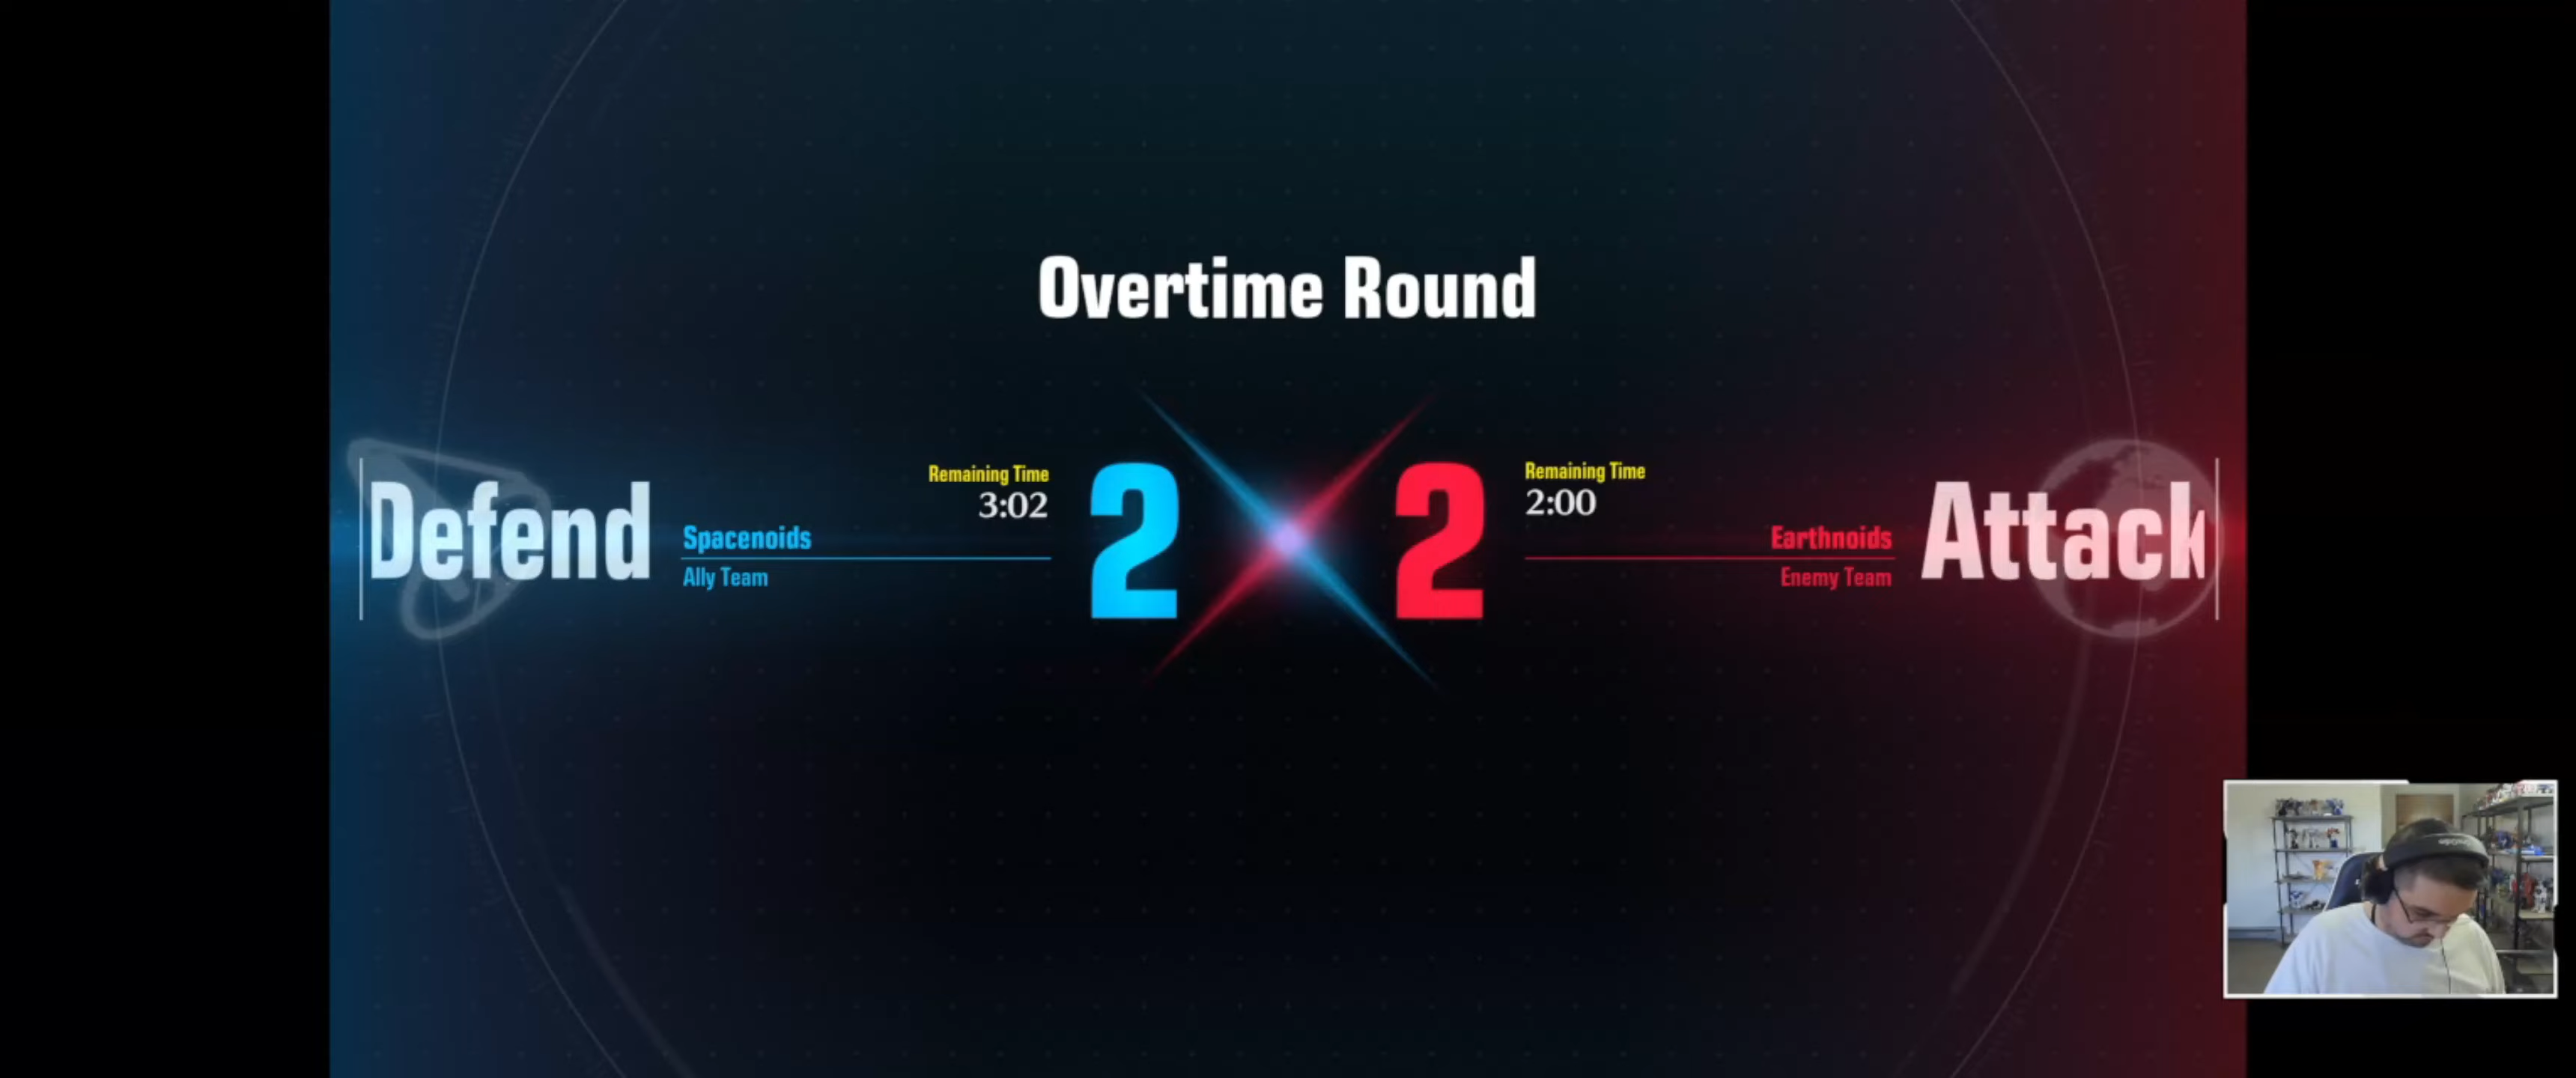 Overtime Round
Defend
Spacenoids
Ally Team
Remaining Time
3:02
2
2
Remaining Time
2:00
Earthnoids
Enemy Team
Attack